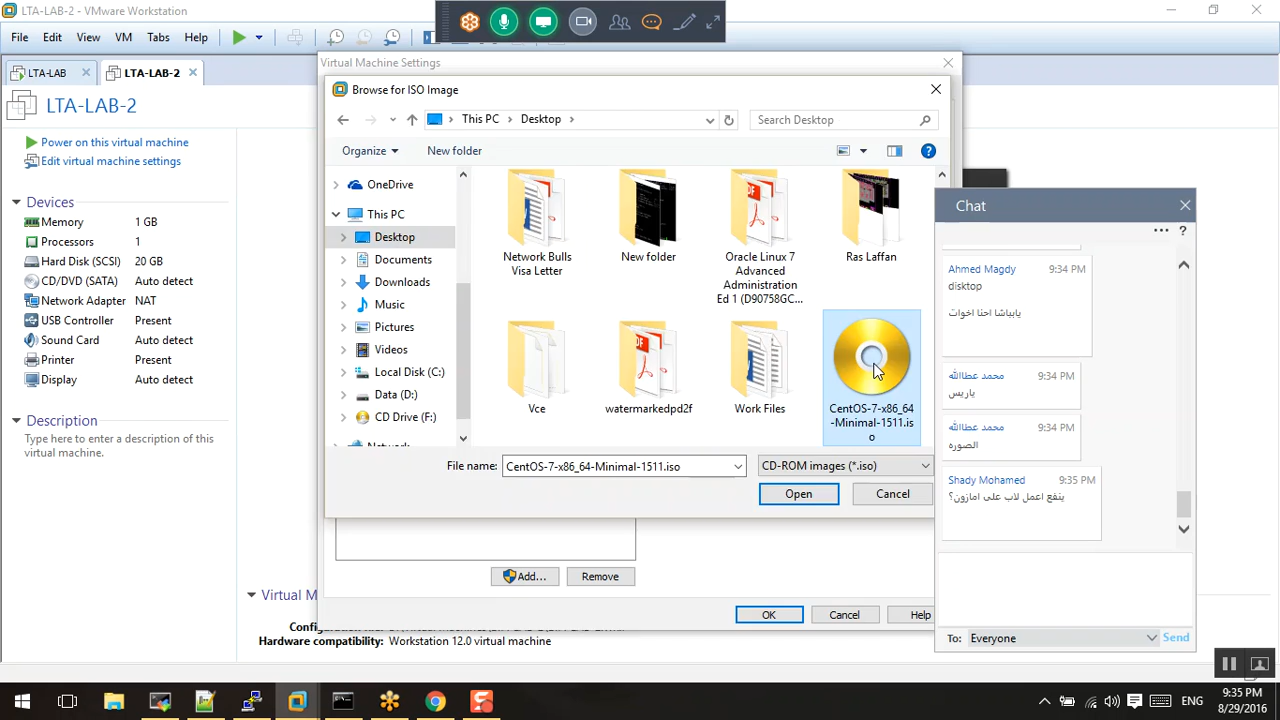 LTA-LAB-2 - VMware Workstation
File Edit View VM Tabs Help
LTA-LAB
LTA-LAB-2
LTA-LAB-2
Power on this virtual machine
Edit virtual machine settings
Devices
Memory 1 GB
Processors 1
Hard Disk (SCSI) 20 GB
CD/DVD (SATA) Auto detect
Network Adapter NAT
USB Controller Present
Sound Card Auto detect
Printer Present
Display Auto detect
Description
Type here to enter a description of this
virtual machine.
Virtual Machine Settings
Browse for ISO Image
This PC
Desktop
Search Desktop
Organize
New folder
OneDrive
This PC
Desktop
Documents
Downloads
Music
Pictures
Videos
Local Disk (C:)
Data (D:)
CD Drive (F:)
Network Bulls
Visa Letter
New folder
Oracle Linux 7
Advanced
Administration
Ed 1 (D90758GC...
Ras Laffan
Vce
watermarkedpd2f
Work Files
CentOS-7-x86_64
-Minimal-1511.is
o
File name: CentOS-7-x86_64-Minimal-1511.iso
CD-ROM images (*.iso)
Open
Cancel
Add...
Remove
OK
Cancel
Help
Virtual M
Hardware compatibility: Workstation 12.0 virtual machine
Chat
Ahmed Magdy 9:34 PM
disktop
ياباشا احنا اخوات
محمد عطاالله 9:34 PM
ياريس
محمد عطاالله 9:34 PM
الصوره
Shady Mohamed 9:35 PM
ينفع اعمل لاب على امازون؟
To: Everyone
Send
ENG
9:35 PM
8/29/2016